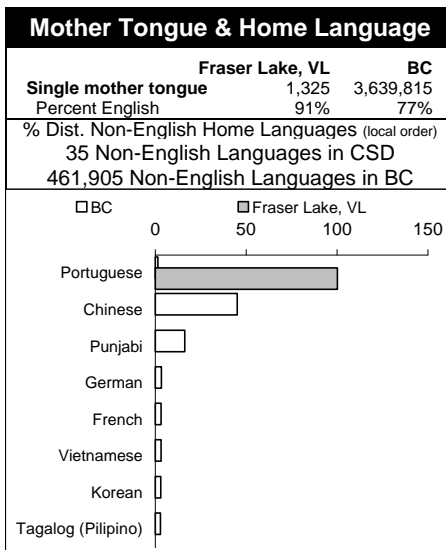 Mother Tongue & Home Language
Fraser Lake, VL BC
Single mother tongue 1,325 3,639,815
Percent English 91% 77%
% Dist. Non-English Home Languages (local order)
35 Non-English Languages in CSD
461,905 Non-English Languages in BC
BC Fraser Lake, VL
0 50 100 150
Portuguese
Chinese
Punjabi
German
French
Vietnamese
Korean
Tagalog (Pilipino)